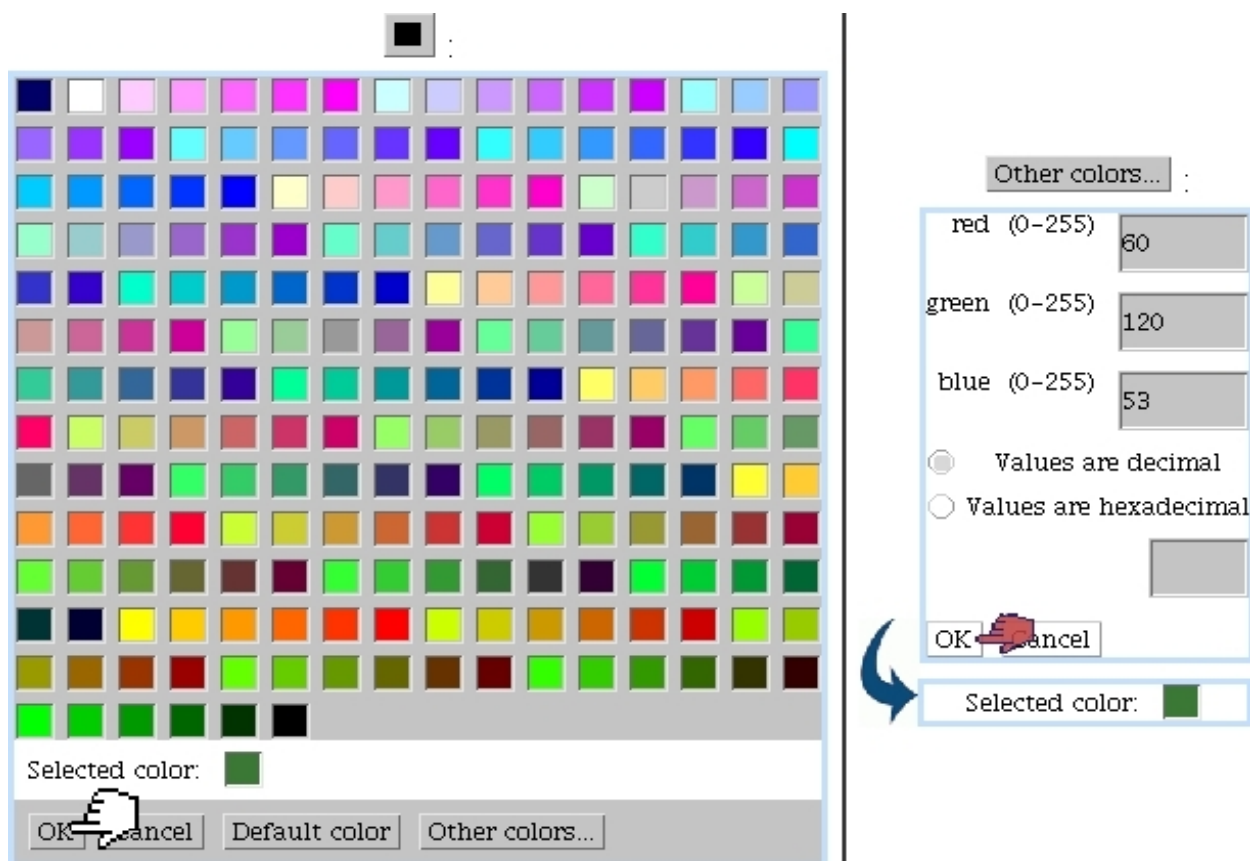 :
Selected color:
OK Cancel Default color Other colors...
Other colors... :
red (0-255) 60
green (0-255) 120
blue (0-255) 53
Values are decimal
Values are hexadecimal
OK Cancel
Selected color: